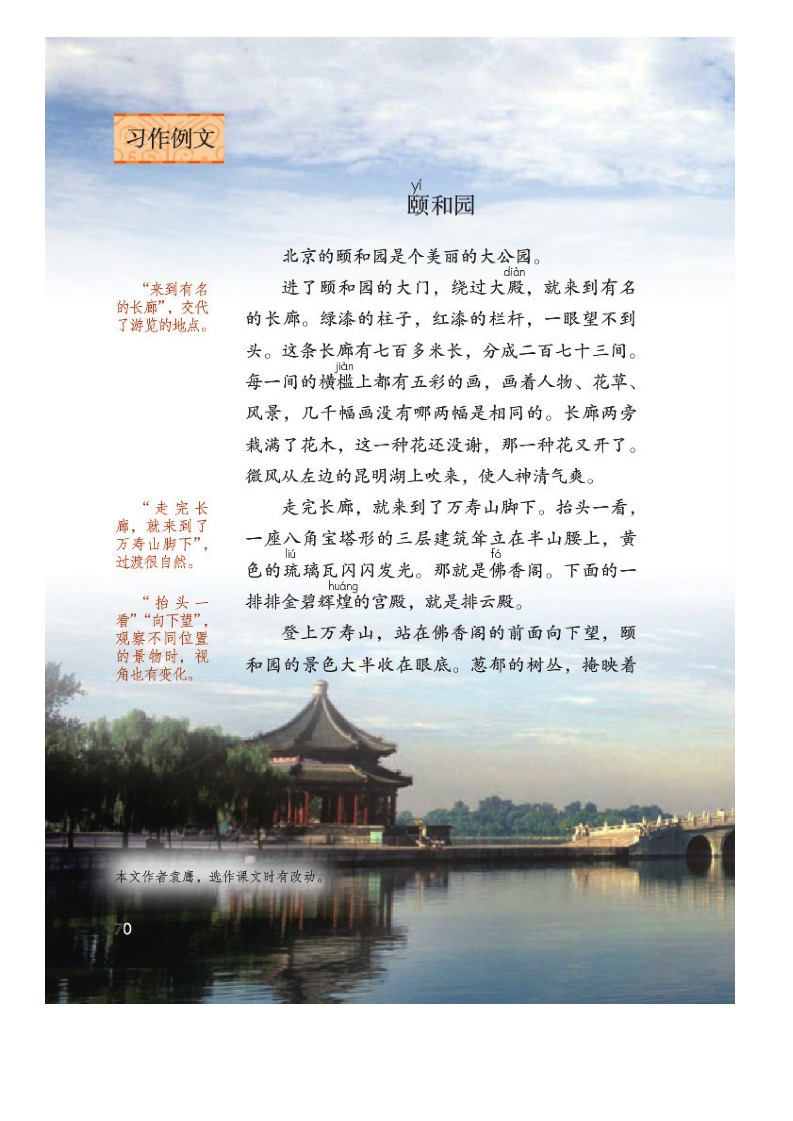 习作例文
yí
颐和园
北京的颐和园是个美丽的大公园。
diàn
进了颐和园的大门，绕过大殿，就来到有名
的长廊。绿漆的柱子，红漆的栏杆，一眼望不到
头。这条长廊有七百多米长，分成二百七十三间。
jiàn
每一间的横槛上都有五彩的画，画着人物、花草、
风景，几千幅画没有哪两幅是相同的。长廊两旁
栽满了花木，这一种花还没谢，那一种花又开了。
微风从左边的昆明湖上吹来，使人神清气爽。
走完长廊，就来到了万寿山脚下。抬头一看，
一座八角宝塔形的三层建筑耸立在半山腰上，黄
liú fó
色的琉璃瓦闪闪发光。那就是佛香阁。下面的一
huáng
排排金碧辉煌的宫殿，就是排云殿。
登上万寿山，站在佛香阁的前面向下望，颐
和园的景色大半收在眼底。葱郁的树丛，掩映着
“来到有名
的长廊”，交代
了游览的地点。
“走完长
廊，就来到了
万寿山脚下”，
过渡很自然。
“抬头一
看”“向下望”，
观察不同位置
的景物时，视
角也有变化。
本文作者袁鹰，选作课文时有改动。
70